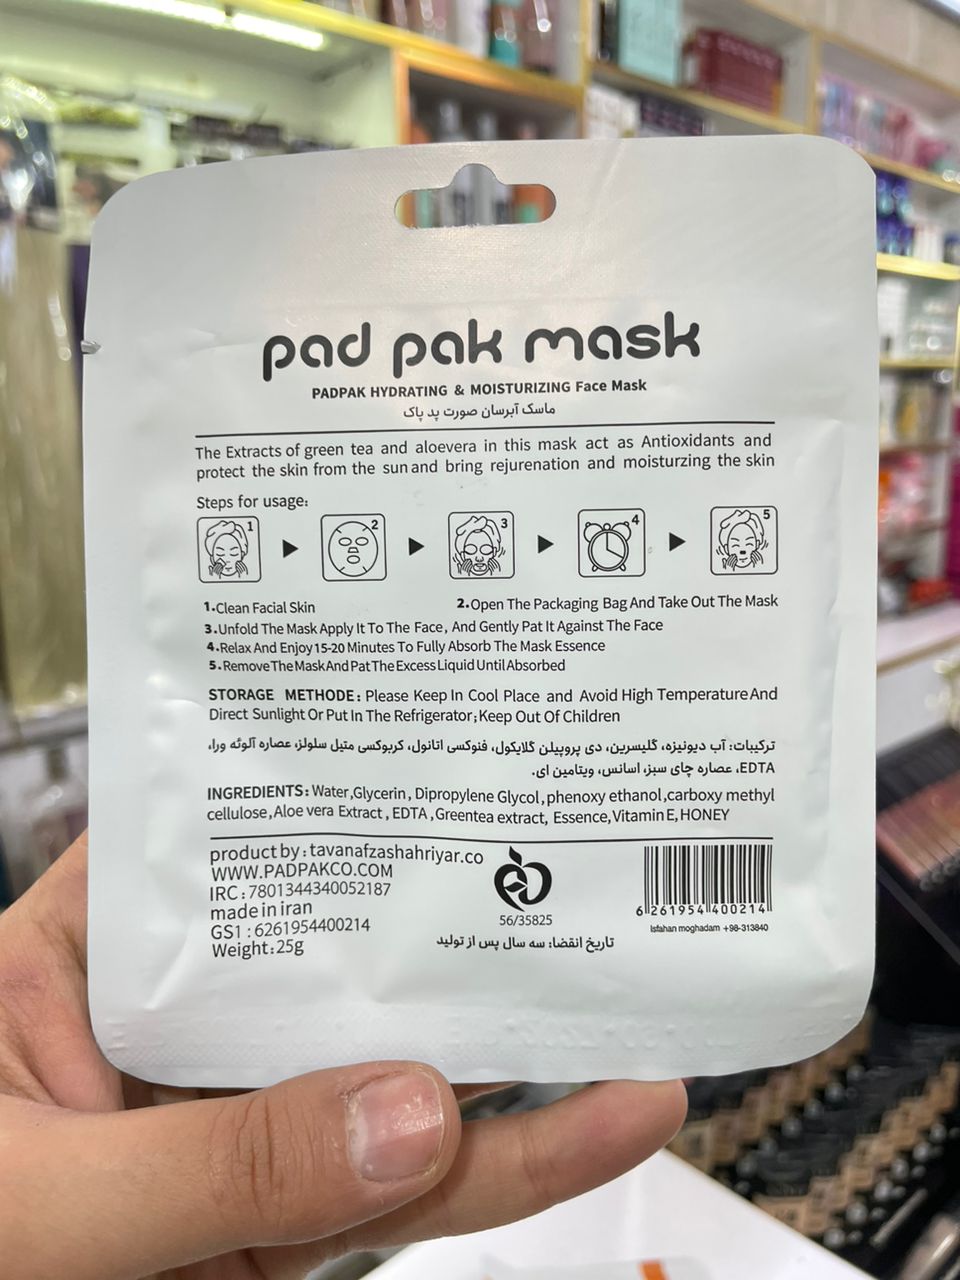 pad pak mask
PADPAK HYDRATING & MOISTURIZING Face Mask
ماسک آبرسان صورت پد پاک
The Extracts of green tea and aloevera in this mask act as Antioxidants and
protect the skin from the sun and bring rejurenation and moisturzing the skin
Steps for usage:
1 2 3 4 5
1.Clean Facial Skin 2.Open The Packaging Bag And Take Out The Mask
3.Unfold The Mask Apply It To The Face, And Gently Pat It Against The Face
4.Relax And Enjoy 15-20 Minutes To Fully Absorb The Mask Essence
5.Remove The Mask And Pat The Excess Liquid Until Absorbed
STORAGE METHODE: Please Keep In Cool Place and Avoid High Temperature And
Direct Sunlight Or Put In The Refrigerator; Keep Out Of Children
ترکیبات: آب دیونیزه، گلیسرین، دی پروپیلن گلایکول، فنوکسی اتانول، کربوکسی متیل سلولز، عصاره آلوئه ورا،
EDTA، عصاره چای سبز، اسانس، ویتامین ای.
INGREDIENTS: Water, Glycerin, Dipropylene Glycol, phenoxy ethanol, carboxy methyl
cellulose, Aloe vera Extract, EDTA, Greentea extract, Essence, Vitamin E, HONEY
product by: tavanafzashahriyar.co
WWW.PADPAKCO.COM
IRC: 7801344340052187
made in iran
GS1: 6261954400214
Weight: 25g
56/35825
تاریخ انقضا: سه سال پس از تولید
6 261954 400214
Isfahan moghadam +98-313840